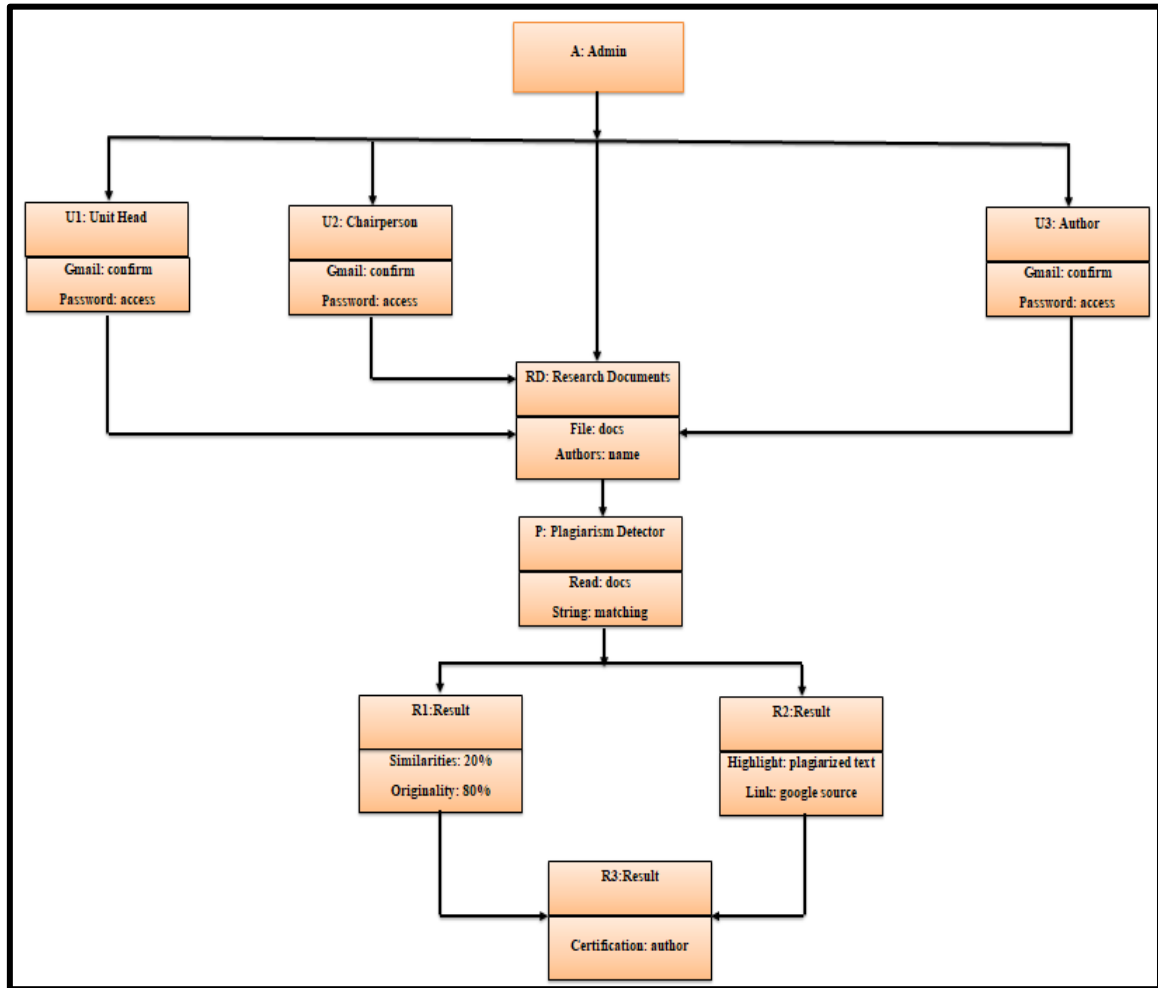 A: Admin
U1: Unit Head
Gmail: confirm
Password: access
U2: Chairperson
Gmail: confirm
Password: access
U3: Author
Gmail: confirm
Password: access
RD: Research Documents
File: docs
Authors: name
P: Plagiarism Detector
Read: docs
String: matching
R1:Result
Similarities: 20%
Originality: 80%
R2:Result
Highlight: plagiarized text
Link: google source
R3:Result
Certification: author